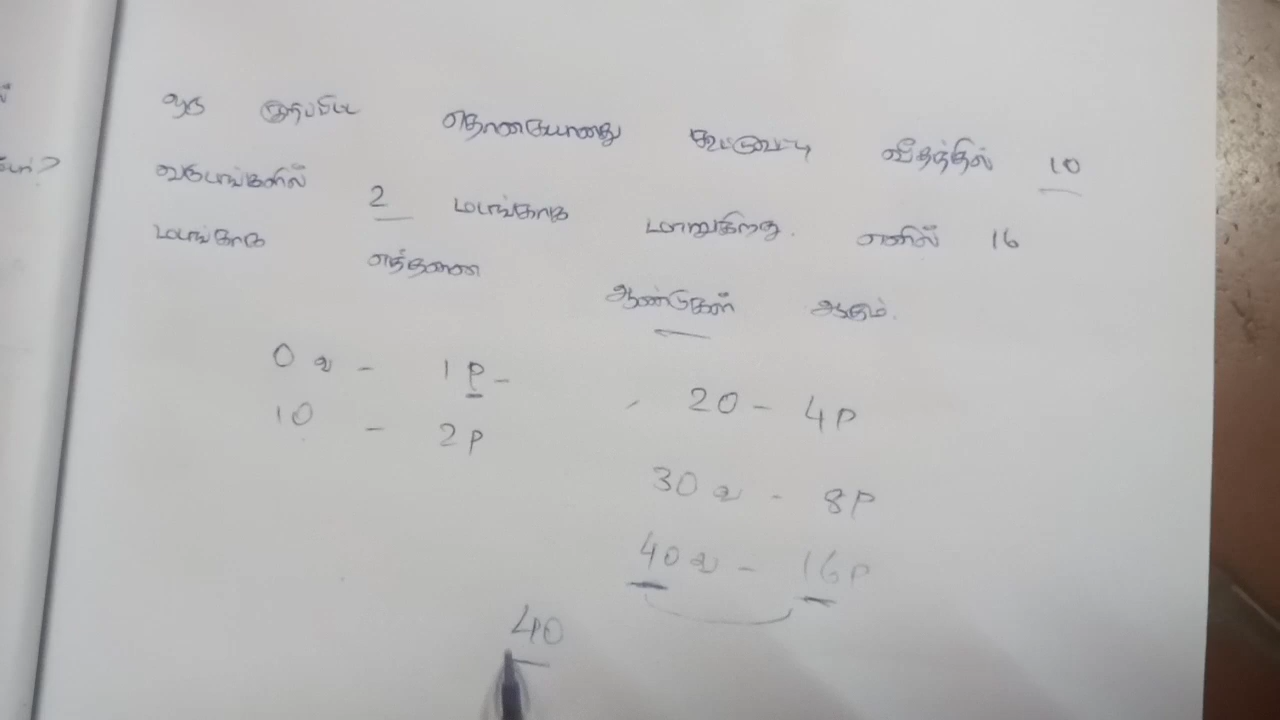 ஒரு குறிப்பிட்ட தொகையானது கூட்டுவட்டி வீதத்தில் 10
வருடங்களில் 2 மடங்காக மாறுகிறது. எனில் 16
மடங்காக எத்தனை ஆண்டுகள் ஆகும்.
0 வ - 1P -
10 - 2P
20 - 4P
30 வ - 8P
40 வ - 16P
40